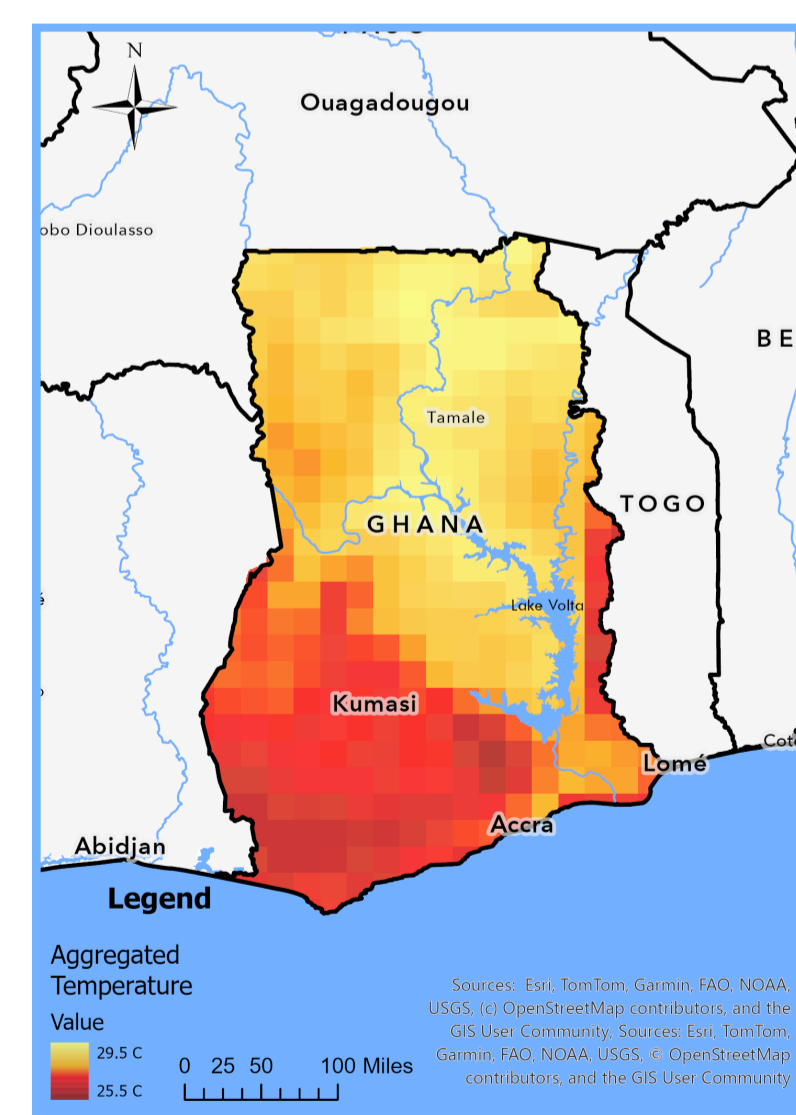 N
Ouagadougou
obo Dioulasso
BE
Tamale
TOGO
GHANA
Lake Volta
Kumasi
Coto
Lomé
Accra
Abidjan
Legend
Aggregated
Temperature
Value
29.5 C
25.5 C
0 25 50 100 Miles
Sources: Esri, TomTom, Garmin, FAO, NOAA,
USGS, (c) OpenStreetMap contributors, and the
GIS User Community, Sources: Esri, TomTom,
Garmin, FAO, NOAA, USGS, © OpenStreetMap
contributors, and the GIS User Community